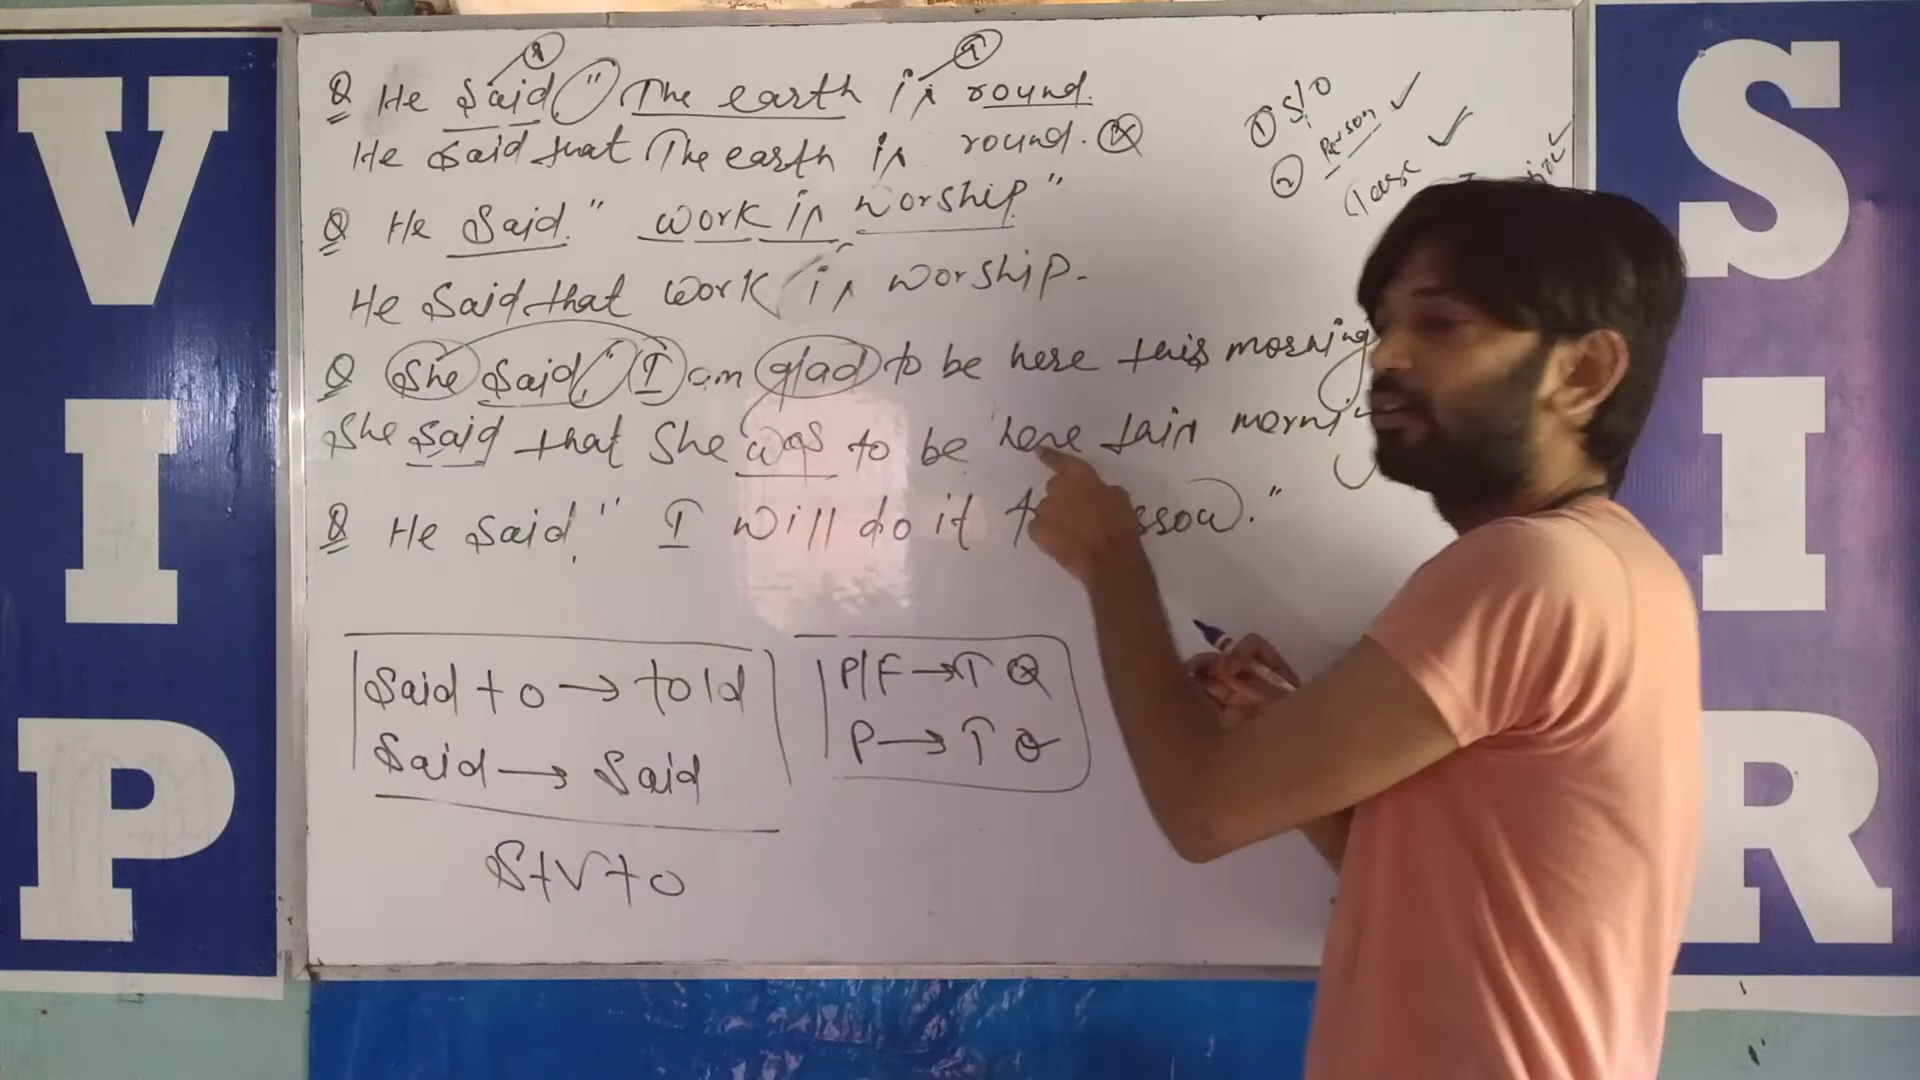 VIP
SIR
Q He Said " The earth is round.
He said that The earth is round.
Q He Said " work is worship "
He Said that work is worship.
Q She Said, " I am glad to be here this morning
She said that She was to be here
Q He Said, " I will do it "
① S/O
② Person ✓
Said + o → told
Said → Said
S+V+o
P/F → T
P → T